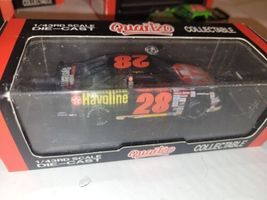 1/43RD SCALE
DIE-CAST
Quartzo
COLLECTABLE
28
Havoline
28
1/43RD SCALE
DIE-CAST
Quartzo
COLLECTABLE